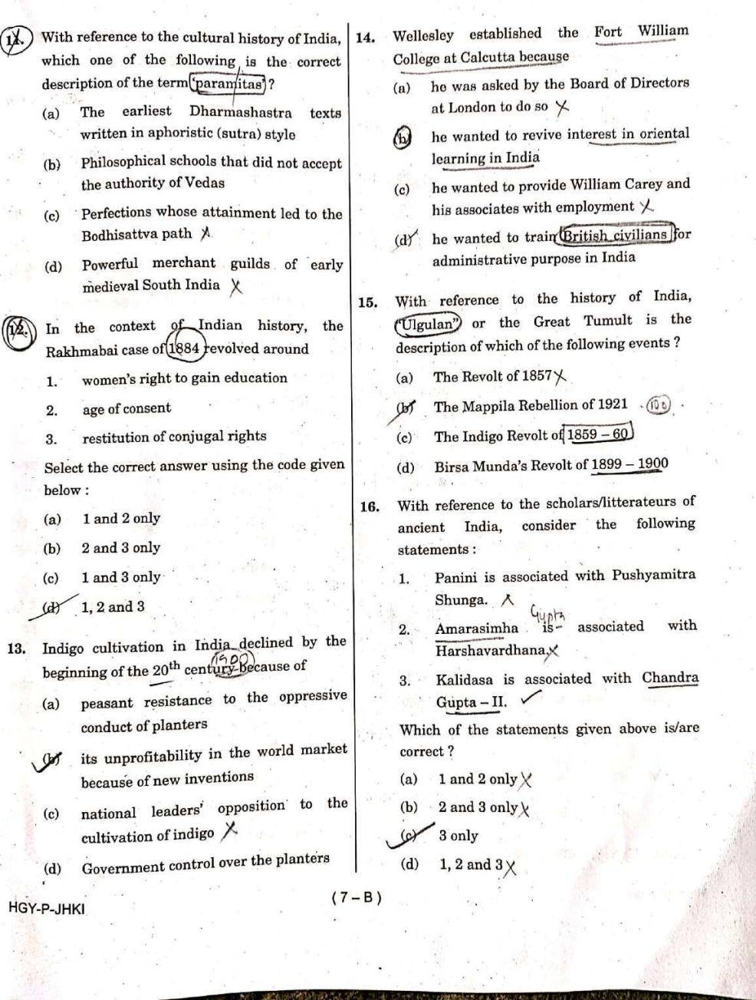 11. With reference to the cultural history of India,
which one of the following is the correct
description of the term 'paramitas' ?
(a) The earliest Dharmashastra texts
written in aphoristic (sutra) style
(b) Philosophical schools that did not accept
the authority of Vedas
(c) Perfections whose attainment led to the
Bodhisattva path X
(d) Powerful merchant guilds of early
medieval South India X
12. In the context of Indian history, the
Rakhmabai case of 1884 revolved around
1. women's right to gain education
2. age of consent
3. restitution of conjugal rights
Select the correct answer using the code given
below :
(a) 1 and 2 only
(b) 2 and 3 only
(c) 1 and 3 only
(d) 1, 2 and 3
13. Indigo cultivation in India declined by the
1900
beginning of the 20th century because of
(a) peasant resistance to the oppressive
conduct of planters
(b) its unprofitability in the world market
because of new inventions
(c) national leaders' opposition to the
cultivation of indigo X
(d) Government control over the planters
14. Wellesley established the Fort William
College at Calcutta because
(a) he was asked by the Board of Directors
at London to do so X
(b) he wanted to revive interest in oriental
learning in India
(c) he wanted to provide William Carey and
his associates with employment X
(d) he wanted to train British civilians for
administrative purpose in India
15. With reference to the history of India,
"Ulgulan" or the Great Tumult is the
description of which of the following events ?
(a) The Revolt of 1857 X
(b) The Mappila Rebellion of 1921
(c) The Indigo Revolt of 1859 – 60
(d) Birsa Munda's Revolt of 1899 – 1900
16. With reference to the scholars/litterateurs of
ancient India, consider the following
statements :
1. Panini is associated with Pushyamitra
Shunga. X
Gupta
2. Amarasimha is associated with
Harshavardhana. X
3. Kalidasa is associated with Chandra
Gupta – II. ✓
Which of the statements given above is/are
correct ?
(a) 1 and 2 only X
(b) 2 and 3 only X
(c) 3 only
(d) 1, 2 and 3 X
HGY-P-JHKI
( 7 – B )